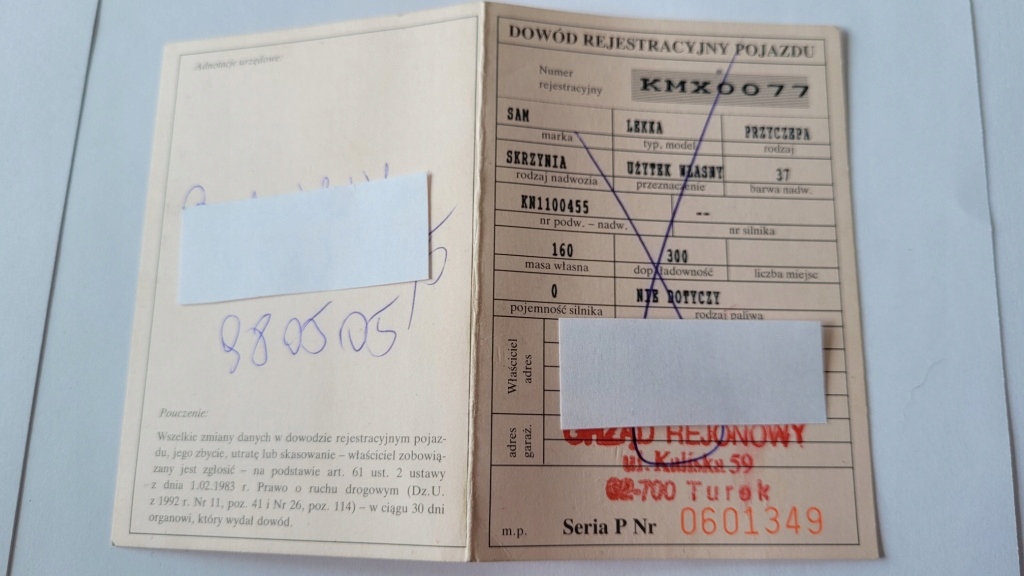 Adnotacje urzędowe:
980505
Pouczenie:
Wszelkie zmiany danych w dowodzie rejestracyjnym pojaz-
du, jego zbycie, utratę lub skasowanie – właściciel zobowią-
zany jest zgłosić – na podstawie art. 61 ust. 2 ustawy
z dnia 1.02.1983 r. Prawo o ruchu drogowym (Dz.U.
z 1992 r. Nr 11, poz. 41 i Nr 26, poz. 114) – w ciągu 30 dni
organowi, który wydał dowód.
DOWÓD REJESTRACYJNY POJAZDU
Numer
rejestracyjny
KMX0077
SAM LEKKA PRZYCZEPA
marka typ, model rodzaj
SKRZYNIA UŻYTEK WŁASNY 37
rodzaj nadwozia przeznaczenie barwa nadw.
KN1100455 --
nr podw. – nadw. nr silnika
160 300
masa własna dop. ładowność liczba miejsc
0 NIE DOTYCZY
pojemność silnika rodzaj paliwa
Właściciel
adres
adres
garaż.
URZĄD REJONOWY
ul. Kaliska 59
62-700 Turek
m.p. Seria P Nr 0601349